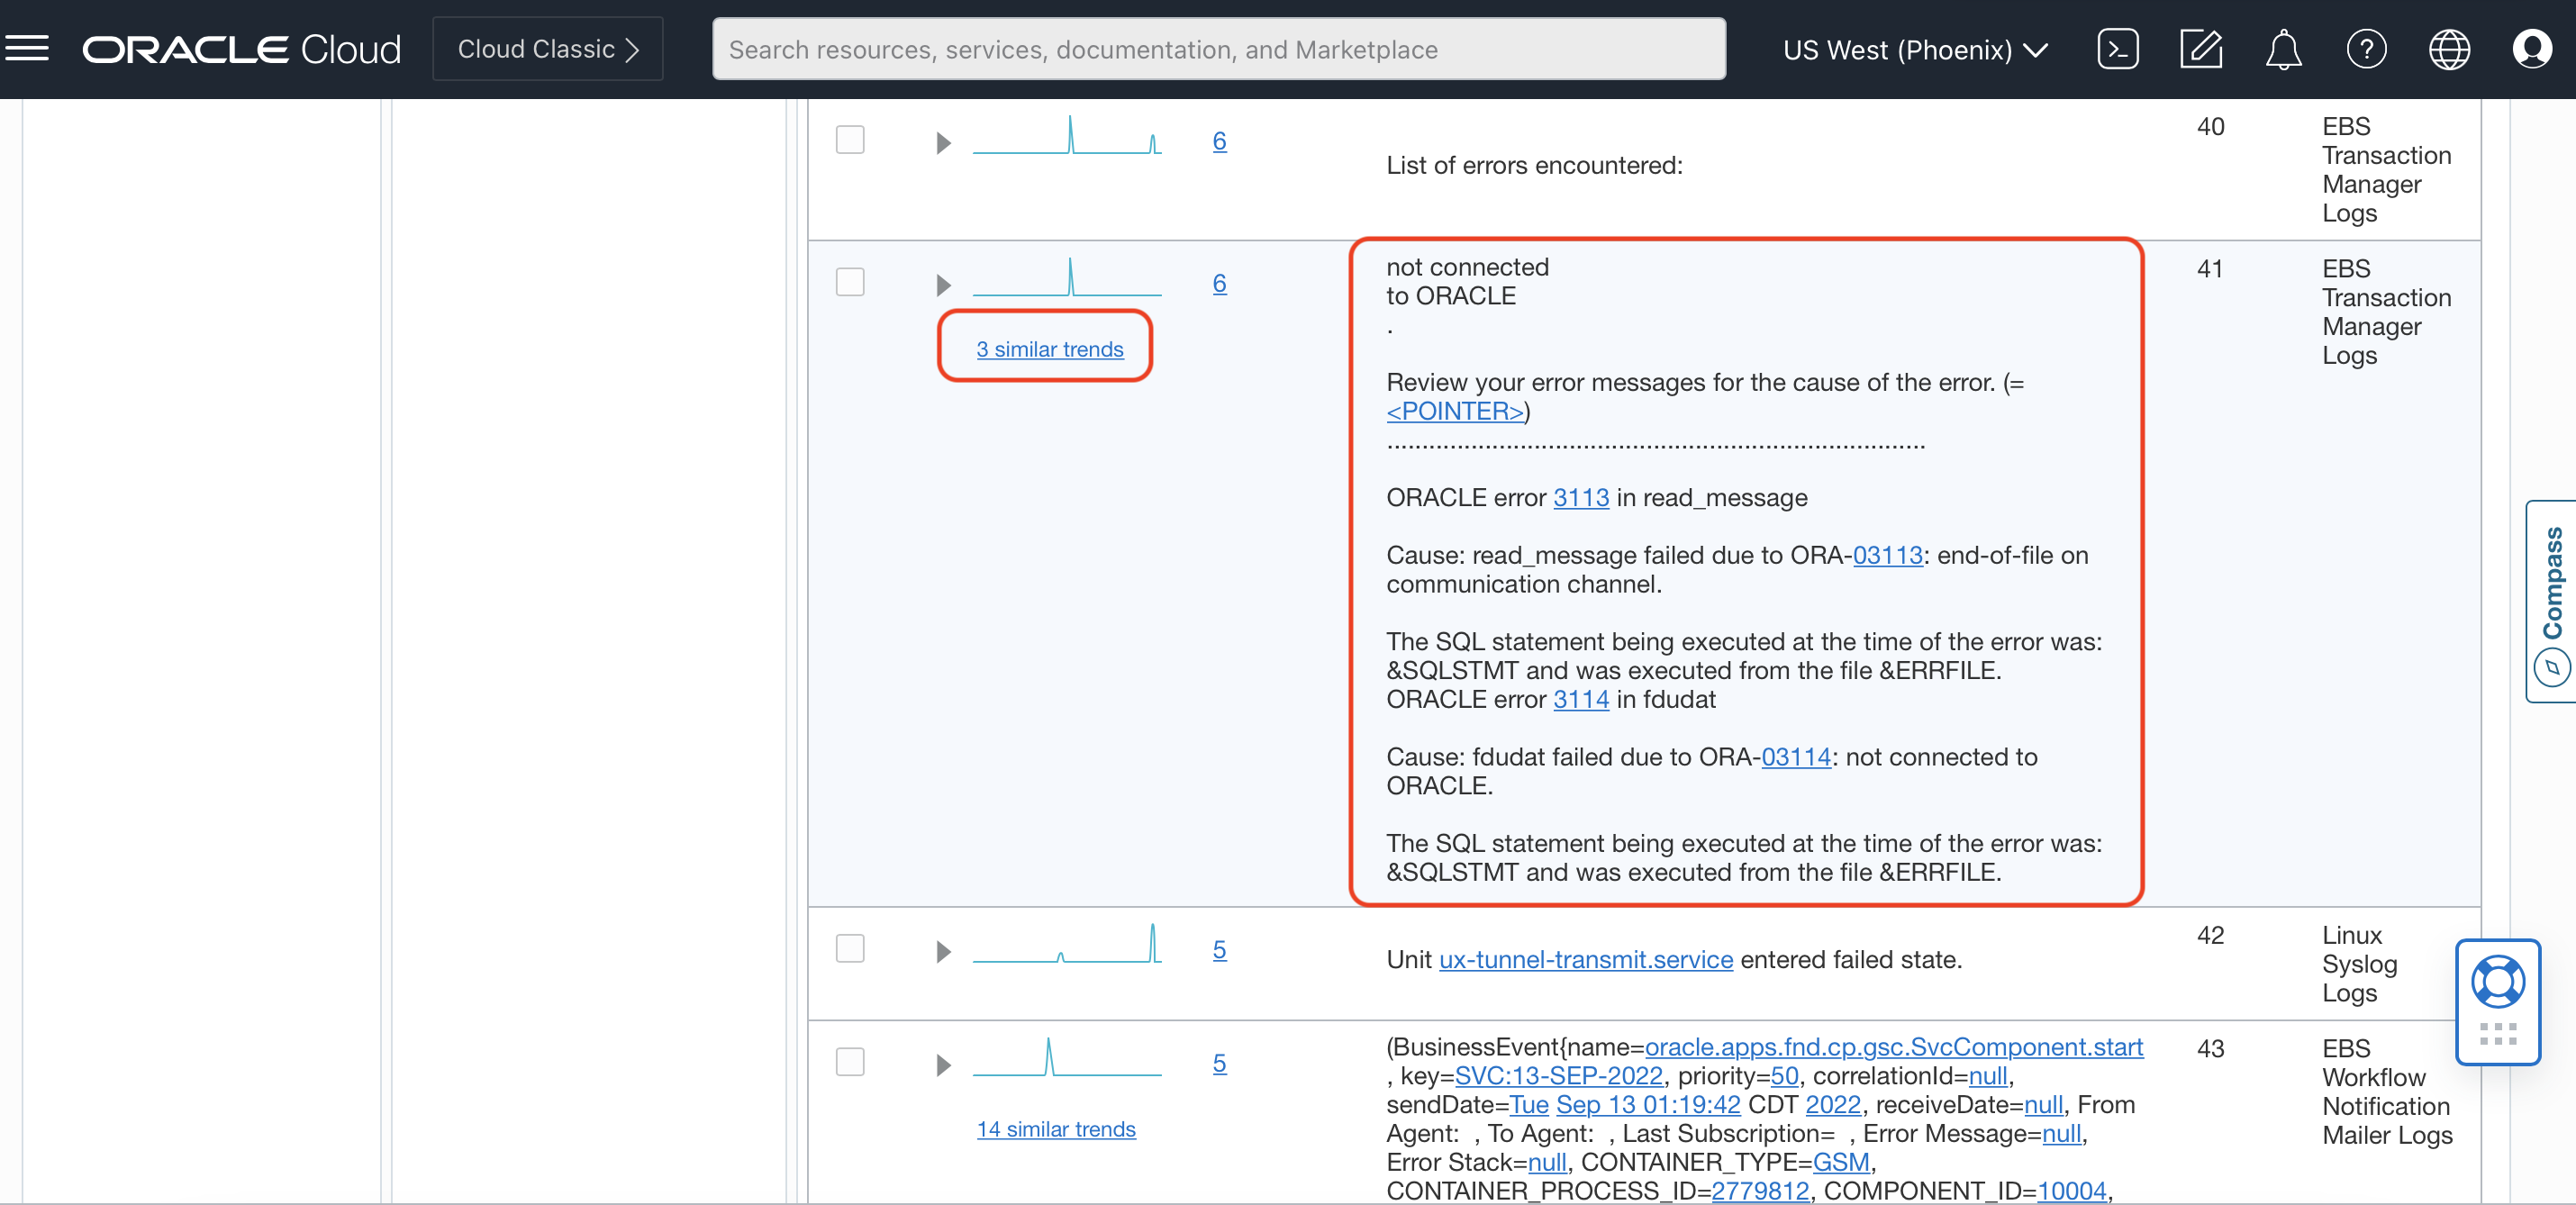 ORACLE Cloud
Cloud Classic
Search resources, services, documentation, and Marketplace
US West (Phoenix)
6
List of errors encountered:
40
EBS
Transaction
Manager
Logs
6
3 similar trends
not connected
to ORACLE
.
Review your error messages for the cause of the error. (=
<POINTER>)
.............................................................................
ORACLE error 3113 in read_message
Cause: read_message failed due to ORA-03113: end-of-file on
communication channel.
The SQL statement being executed at the time of the error was:
&SQLSTMT and was executed from the file &ERRFILE.
ORACLE error 3114 in fdudat
Cause: fdudat failed due to ORA-03114: not connected to
ORACLE.
The SQL statement being executed at the time of the error was:
&SQLSTMT and was executed from the file &ERRFILE.
41
EBS
Transaction
Manager
Logs
Compass
5
Unit ux-tunnel-transmit.service entered failed state.
42
Linux
Syslog
Logs
5
14 similar trends
(BusinessEvent{name=oracle.apps.fnd.cp.gsc.SvcComponent.start
, key=SVC:13-SEP-2022, priority=50, correlationId=null,
sendDate=Tue Sep 13 01:19:42 CDT 2022, receiveDate=null, From
Agent:  , To Agent:  , Last Subscription=  , Error Message=null,
Error Stack=null, CONTAINER_TYPE=GSM,
CONTAINER_PROCESS_ID=2779812, COMPONENT_ID=10004,
43
EBS
Workflow
Notification
Mailer Logs